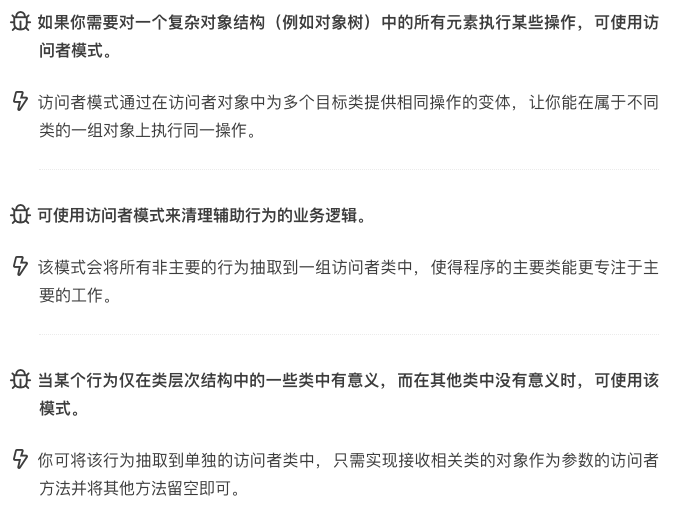 如果你需要对一个复杂对象结构（例如对象树）中的所有元素执行某些操作，可使用访
问者模式。
访问者模式通过在访问者对象中为多个目标类提供相同操作的变体，让你能在属于不同
类的一组对象上执行同一操作。
可使用访问者模式来清理辅助行为的业务逻辑。
该模式会将所有非主要的行为抽取到一组访问者类中，使得程序的主要类能更专注于主
要的工作。
当某个行为仅在类层次结构中的一些类中有意义，而在其他类中没有意义时，可使用该
模式。
你可将该行为抽取到单独的访问者类中，只需实现接收相关类的对象作为参数的访问者
方法并将其他方法留空即可。